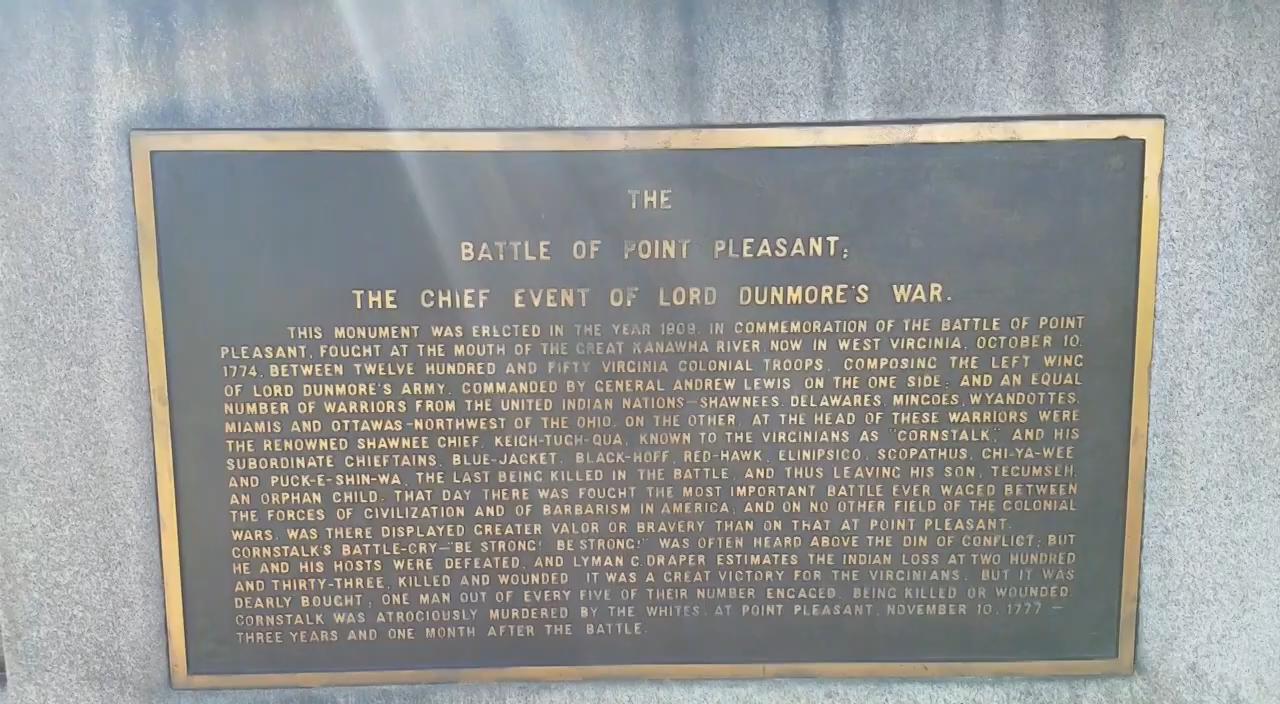 THE
BATTLE OF POINT PLEASANT;
THE CHIEF EVENT OF LORD DUNMORE'S WAR.
THIS MONUMENT WAS ERECTED IN THE YEAR 1909, IN COMMEMORATION OF THE BATTLE OF POINT
PLEASANT, FOUGHT AT THE MOUTH OF THE GREAT KANAWHA RIVER NOW IN WEST VIRGINIA, OCTOBER 10,
1774, BETWEEN TWELVE HUNDRED AND FIFTY VIRGINIA COLONIAL TROOPS, COMPOSING THE LEFT WING
OF LORD DUNMORE'S ARMY, COMMANDED BY GENERAL ANDREW LEWIS ON THE ONE SIDE; AND AN EQUAL
NUMBER OF WARRIORS FROM THE UNITED INDIAN NATIONS—SHAWNEES, DELAWARES, MINGOES, WYANDOTTES,
MIAMIS AND OTTAWAS-NORTHWEST OF THE OHIO, ON THE OTHER, AT THE HEAD OF THESE WARRIORS WERE
THE RENOWNED SHAWNEE CHIEF, KEIGH-TUGH-QUA, KNOWN TO THE VIRGINIANS AS "CORNSTALK," AND HIS
SUBORDINATE CHIEFTAINS, BLUE-JACKET, BLACK-HOFF, RED-HAWK, ELINIPSICO, SCOPATHUS, CHI-YA-WEE
AND PUCK-E-SHIN-WA, THE LAST BEING KILLED IN THE BATTLE, AND THUS LEAVING HIS SON, TECUMSEH,
AN ORPHAN CHILD. THAT DAY THERE WAS FOUGHT THE MOST IMPORTANT BATTLE EVER WAGED BETWEEN
THE FORCES OF CIVILIZATION AND OF BARBARISM IN AMERICA; AND ON NO OTHER FIELD OF THE COLONIAL
WARS, WAS THERE DISPLAYED GREATER VALOR OR BRAVERY THAN ON THAT AT POINT PLEASANT.
CORNSTALK'S BATTLE-CRY—"BE STRONG! BE STRONG!" WAS OFTEN HEARD ABOVE THE DIN OF CONFLICT; BUT
HE AND HIS HOSTS WERE DEFEATED, AND LYMAN C. DRAPER ESTIMATES THE INDIAN LOSS AT TWO HUNDRED
AND THIRTY-THREE, KILLED AND WOUNDED IT WAS A GREAT VICTORY FOR THE VIRGINIANS. BUT IT WAS
DEARLY BOUGHT; ONE MAN OUT OF EVERY FIVE OF THEIR NUMBER ENGAGED, BEING KILLED OR WOUNDED.
CORNSTALK WAS ATROCIOUSLY MURDERED BY THE WHITES, AT POINT PLEASANT, NOVEMBER 10, 1777 —
THREE YEARS AND ONE MONTH AFTER THE BATTLE.